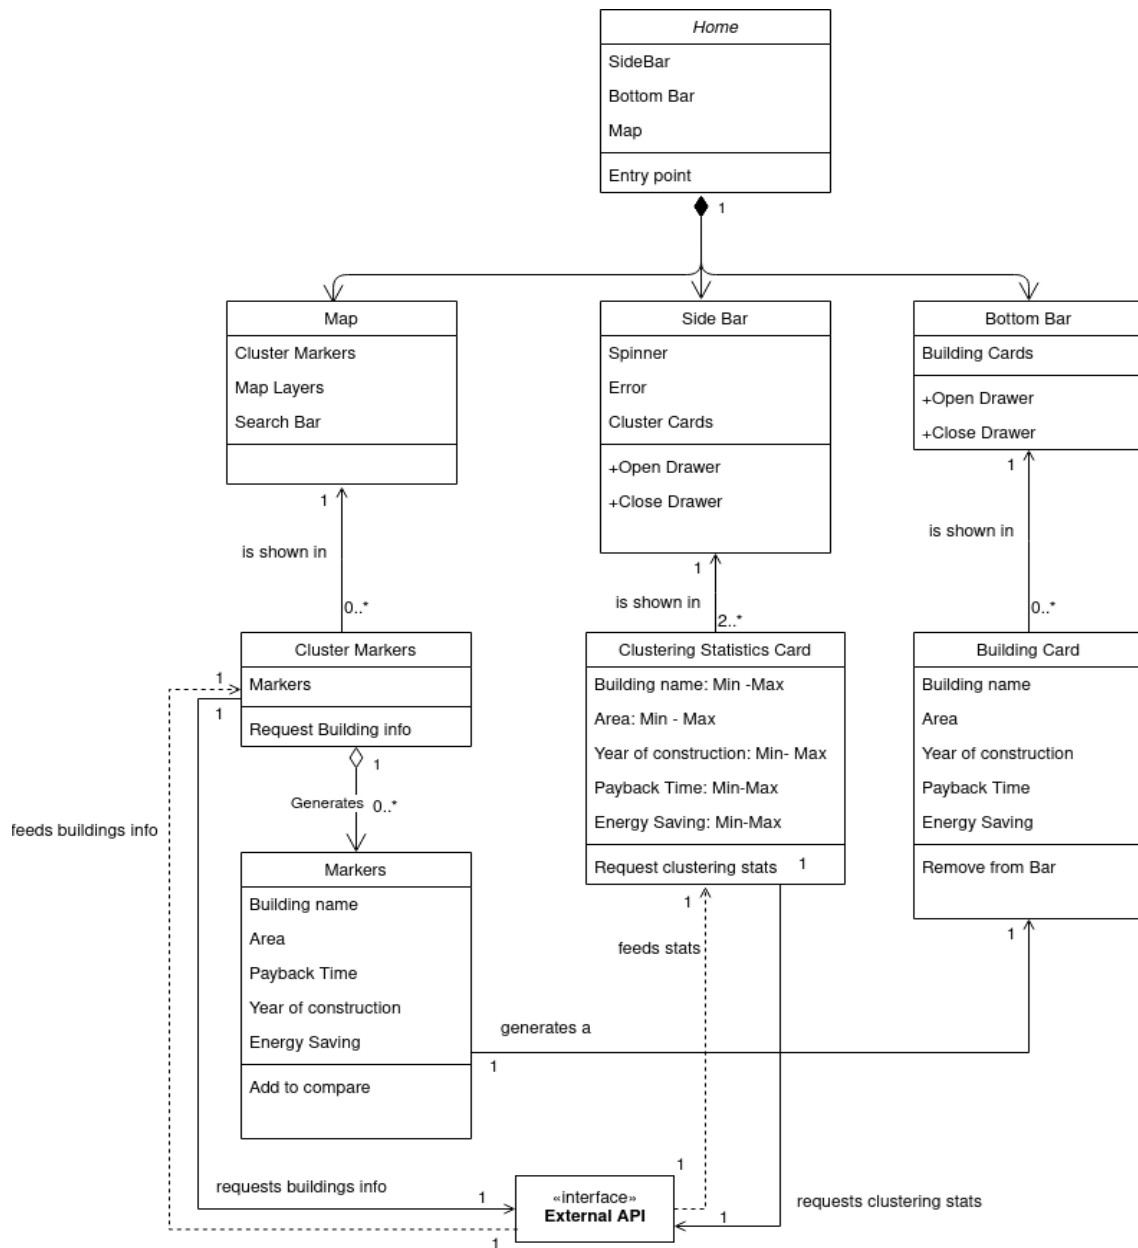 Home
SideBar
Bottom Bar
Map
Entry point
1
Map
Cluster Markers
Map Layers
Search Bar
Side Bar
Spinner
Error
Cluster Cards
+Open Drawer
+Close Drawer
Bottom Bar
Building Cards
+Open Drawer
+Close Drawer
1
is shown in
0..*
1
is shown in
2..*
1
is shown in
0..*
Cluster Markers
Markers
Request Building info
1
1
1
Generates
0..*
feeds buildings info
Clustering Statistics Card
Building name: Min -Max
Area: Min - Max
Year of construction: Min- Max
Payback Time: Min-Max
Energy Saving: Min-Max
Request clustering stats
1
Building Card
Building name
Area
Year of construction
Payback Time
Energy Saving
Remove from Bar
Markers
Building name
Area
Payback Time
Year of construction
Energy Saving
Add to compare
1
feeds stats
1
generates a
1
1
requests buildings info
1
«interface»
External API
1
1
requests clustering stats